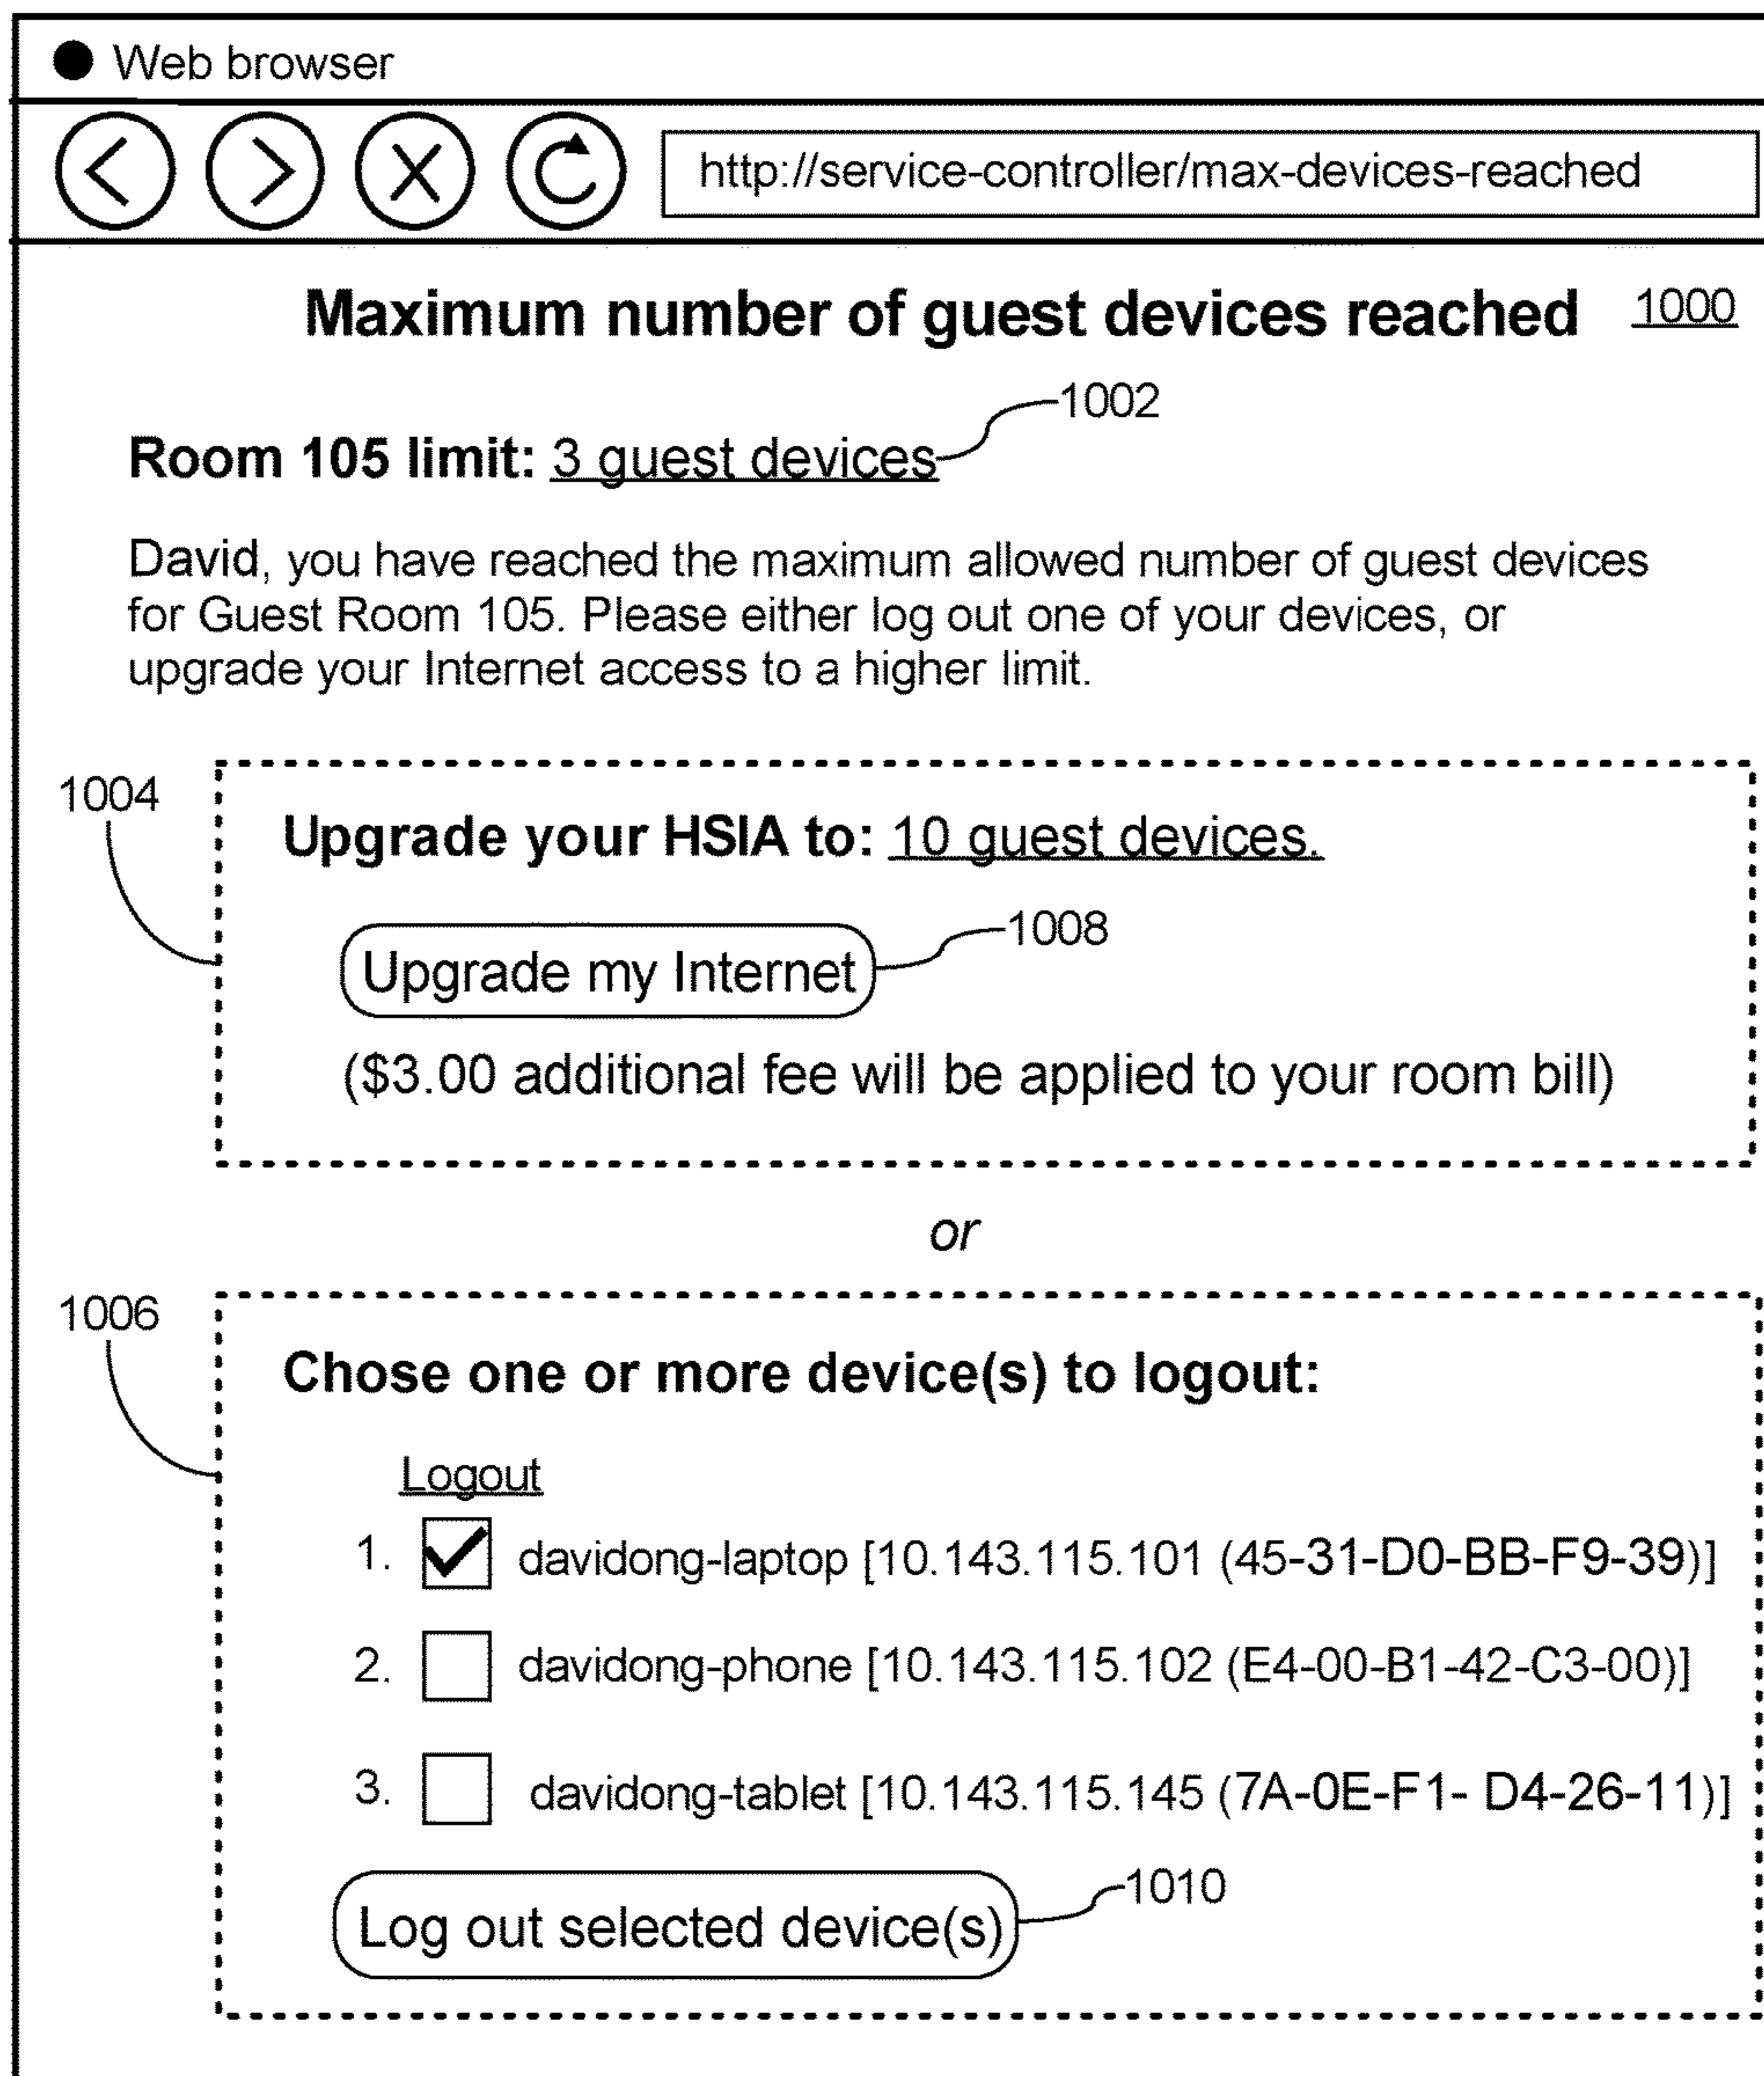 Web browser
http://service-controller/max-devices-reached
Maximum number of guest devices reached 1000
1002
Room 105 limit: 3 guest devices
David, you have reached the maximum allowed number of guest devices
for Guest Room 105. Please either log out one of your devices, or
upgrade your Internet access to a higher limit.
1004
Upgrade your HSIA to: 10 guest devices.
1008
Upgrade my Internet
($3.00 additional fee will be applied to your room bill)
or
1006
Chose one or more device(s) to logout:
Logout
1. davidong-laptop [10.143.115.101 (45-31-D0-BB-F9-39)]
2. davidong-phone [10.143.115.102 (E4-00-B1-42-C3-00)]
3. davidong-tablet [10.143.115.145 (7A-0E-F1- D4-26-11)]
1010
Log out selected device(s)